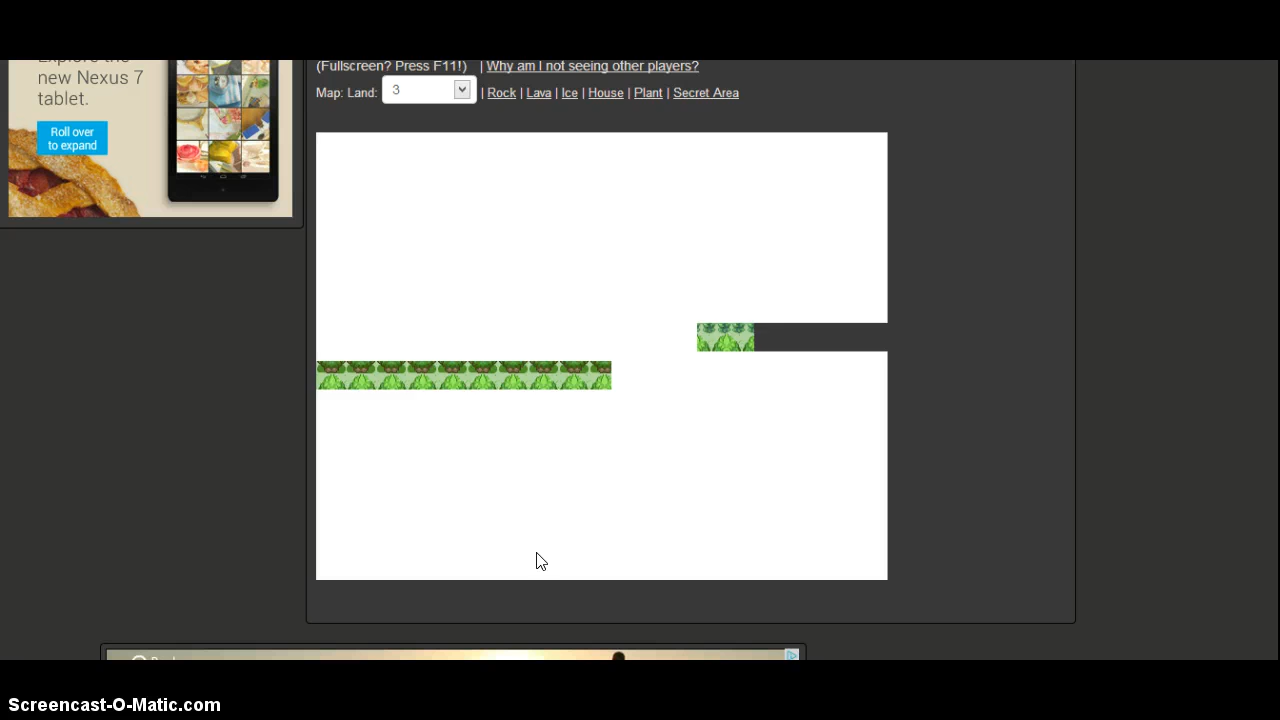 Explore the
new Nexus 7
tablet.
Roll over
to expand
(Fullscreen? Press F11!) | Why am I not seeing other players?
Map: Land: 3 | Rock | Lava | Ice | House | Plant | Secret Area
Screencast-O-Matic.com